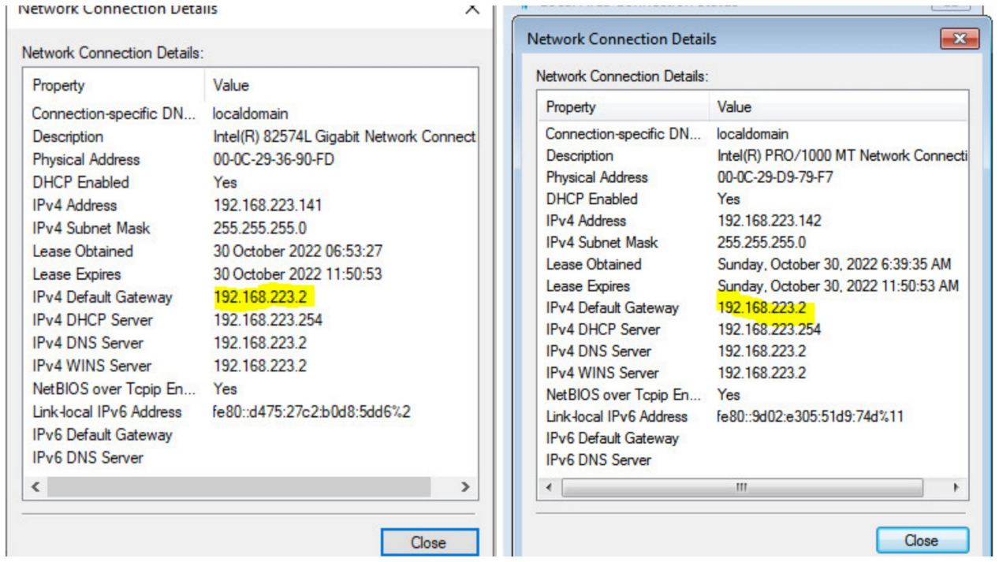 Network Connection Details
Network Connection Details:
Property Value
Connection-specific DN... localdomain
Description Intel(R) 82574L Gigabit Network Connect
Physical Address 00-0C-29-36-90-FD
DHCP Enabled Yes
IPv4 Address 192.168.223.141
IPv4 Subnet Mask 255.255.255.0
Lease Obtained 30 October 2022 06:53:27
Lease Expires 30 October 2022 11:50:53
IPv4 Default Gateway 192.168.223.2
IPv4 DHCP Server 192.168.223.254
IPv4 DNS Server 192.168.223.2
IPv4 WINS Server 192.168.223.2
NetBIOS over Tcpip En... Yes
Link-local IPv6 Address fe80::d475:27c2:b0d8:5dd6%2
IPv6 Default Gateway
IPv6 DNS Server
Close
Network Connection Details
Network Connection Details:
Property Value
Connection-specific DN... localdomain
Description Intel(R) PRO/1000 MT Network Connecti
Physical Address 00-0C-29-D9-79-F7
DHCP Enabled Yes
IPv4 Address 192.168.223.142
IPv4 Subnet Mask 255.255.255.0
Lease Obtained Sunday, October 30, 2022 6:39:35 AM
Lease Expires Sunday, October 30, 2022 11:50:53 AM
IPv4 Default Gateway 192.168.223.2
IPv4 DHCP Server 192.168.223.254
IPv4 DNS Server 192.168.223.2
IPv4 WINS Server 192.168.223.2
NetBIOS over Tcpip En... Yes
Link-local IPv6 Address fe80::9d02:e305:51d9:74d%11
IPv6 Default Gateway
IPv6 DNS Server
Close